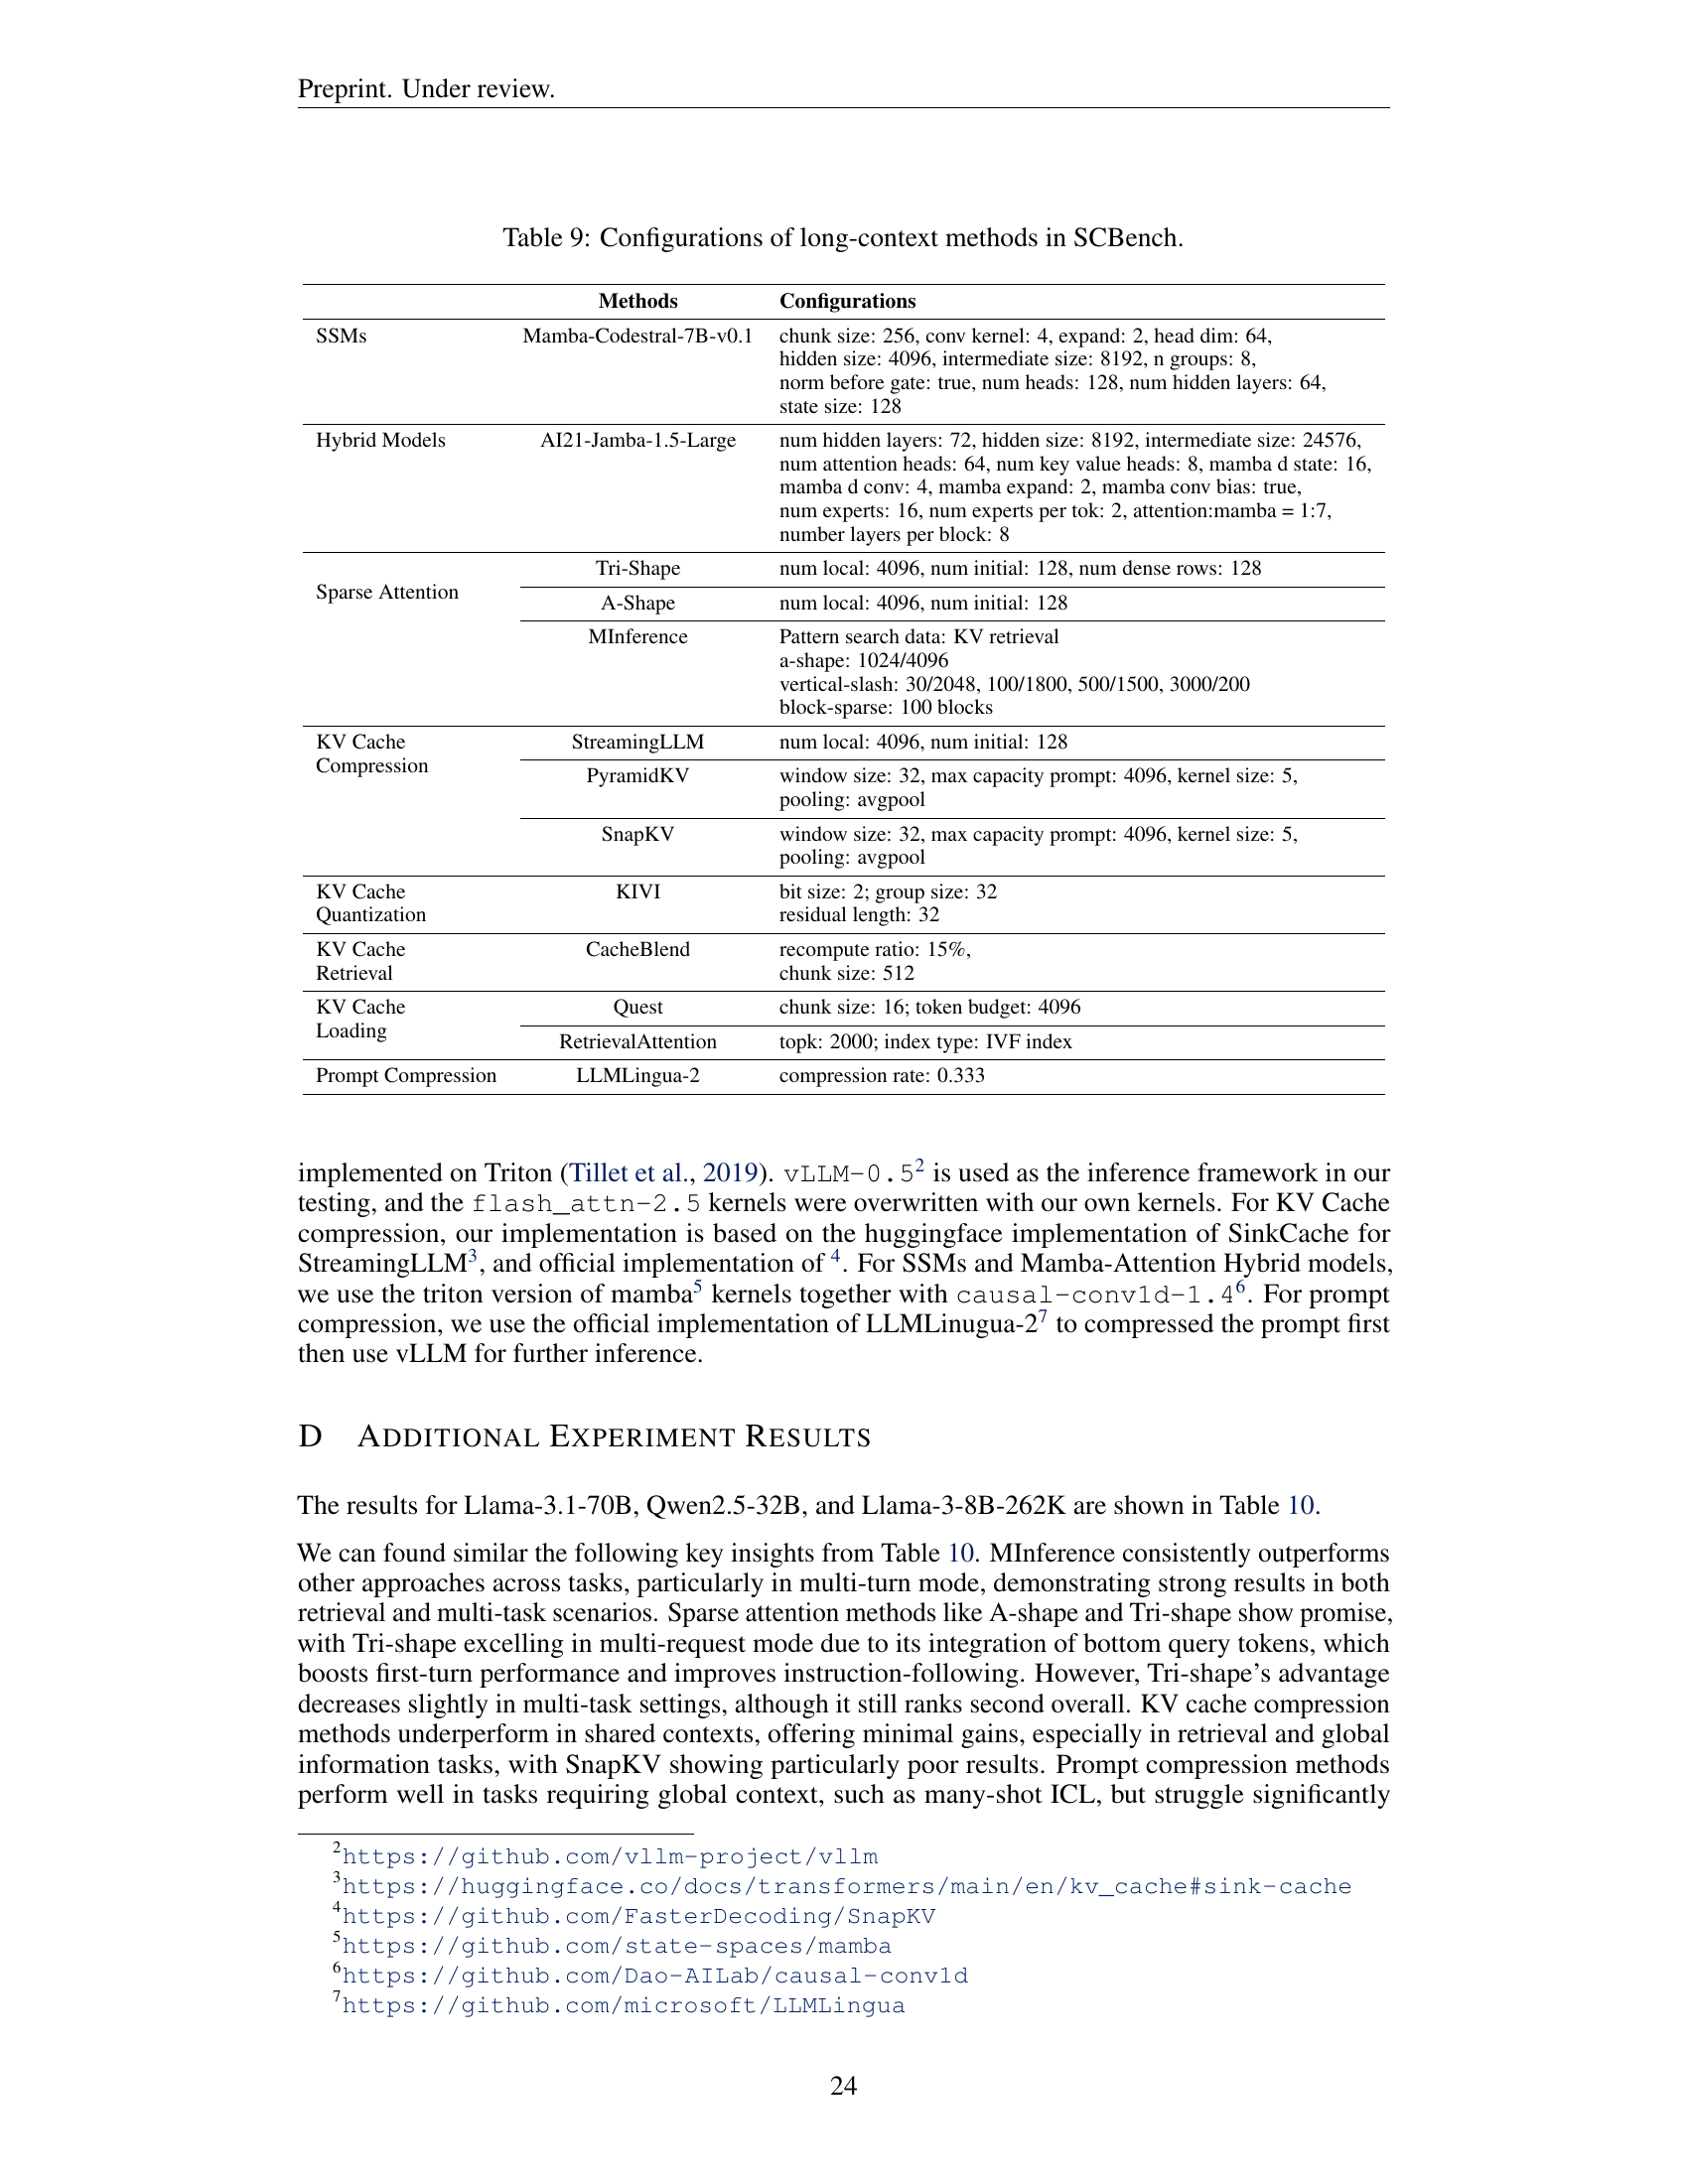 Preprint. Under review.
Table 9: Configurations of long-context methods in SCBench.
Methods Configurations
SSMs Mamba-Codestral-7B-v0.1 chunk size: 256, conv kernel: 4, expand: 2, head dim: 64,
hidden size: 4096, intermediate size: 8192, n groups: 8,
norm before gate: true, num heads: 128, num hidden layers: 64,
state size: 128
Hybrid Models AI21-Jamba-1.5-Large num hidden layers: 72, hidden size: 8192, intermediate size: 24576,
num attention heads: 64, num key value heads: 8, mamba d state: 16,
mamba d conv: 4, mamba expand: 2, mamba conv bias: true,
num experts: 16, num experts per tok: 2, attention:mamba = 1:7,
number layers per block: 8
Tri-Shape num local: 4096, num initial: 128, num dense rows: 128
Sparse Attention
A-Shape num local: 4096, num initial: 128
MInference Pattern search data: KV retrieval
a-shape: 1024/4096
vertical-slash: 30/2048, 100/1800, 500/1500, 3000/200
block-sparse: 100 blocks
KV Cache StreamingLLM num local: 4096, num initial: 128
Compression
PyramidKV window size: 32, max capacity prompt: 4096, kernel size: 5,
pooling: avgpool
SnapKV window size: 32, max capacity prompt: 4096, kernel size: 5,
pooling: avgpool
KV Cache KIVI bit size: 2; group size: 32
Quantization residual length: 32
KV Cache CacheBlend recompute ratio: 15%,
Retrieval chunk size: 512
KV Cache Quest chunk size: 16; token budget: 4096
Loading
RetrievalAttention topk: 2000; index type: IVF index
Prompt Compression LLMLingua-2 compression rate: 0.333
implemented on Triton (Tillet et al., 2019). vLLM-0.5² is used as the inference framework in our
testing, and the flash_attn-2.5 kernels were overwritten with our own kernels. For KV Cache
compression, our implementation is based on the huggingface implementation of SinkCache for
StreamingLLM³, and official implementation of ⁴. For SSMs and Mamba-Attention Hybrid models,
we use the triton version of mamba⁵ kernels together with causal-conv1d-1.4⁶. For prompt
compression, we use the official implementation of LLMLinugua-2⁷ to compressed the prompt first
then use vLLM for further inference.
D ADDITIONAL EXPERIMENT RESULTS
The results for Llama-3.1-70B, Qwen2.5-32B, and Llama-3-8B-262K are shown in Table 10.
We can found similar the following key insights from Table 10. MInference consistently outperforms
other approaches across tasks, particularly in multi-turn mode, demonstrating strong results in both
retrieval and multi-task scenarios. Sparse attention methods like A-shape and Tri-shape show promise,
with Tri-shape excelling in multi-request mode due to its integration of bottom query tokens, which
boosts first-turn performance and improves instruction-following. However, Tri-shape's advantage
decreases slightly in multi-task settings, although it still ranks second overall. KV cache compression
methods underperform in shared contexts, offering minimal gains, especially in retrieval and global
information tasks, with SnapKV showing particularly poor results. Prompt compression methods
perform well in tasks requiring global context, such as many-shot ICL, but struggle significantly
²https://github.com/vllm-project/vllm
³https://huggingface.co/docs/transformers/main/en/kv_cache#sink-cache
⁴https://github.com/FasterDecoding/SnapKV
⁵https://github.com/state-spaces/mamba
⁶https://github.com/Dao-AILab/causal-conv1d
⁷https://github.com/microsoft/LLMLingua
24